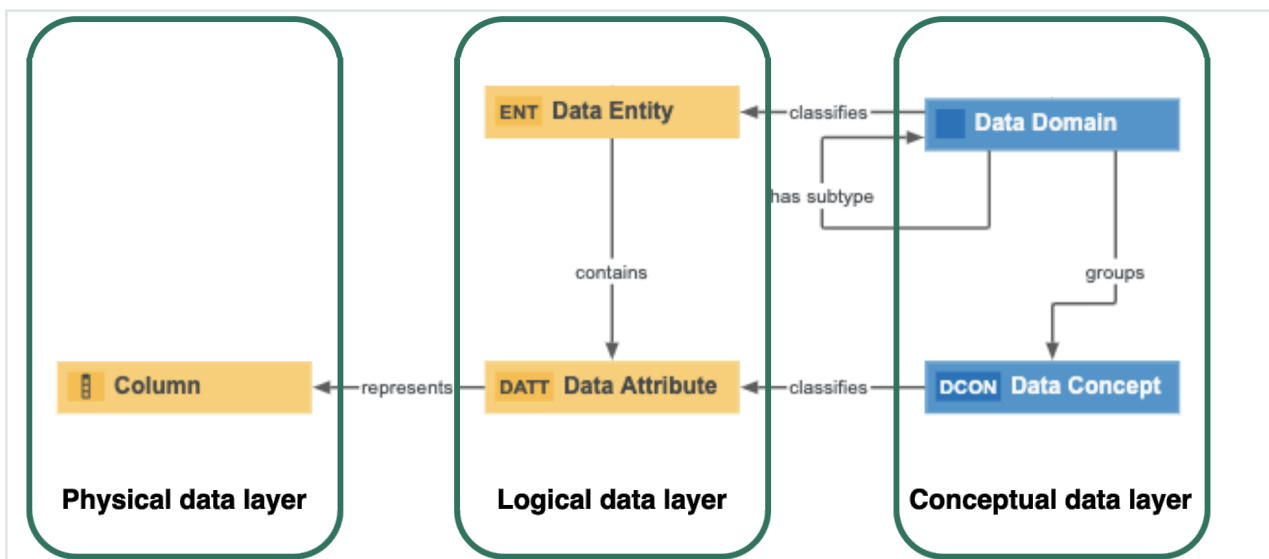 ENT Data Entity
classifies
Data Domain
has subtype
contains
groups
Column
represents
DATT Data Attribute
classifies
DCON Data Concept
Physical data layer
Logical data layer
Conceptual data layer